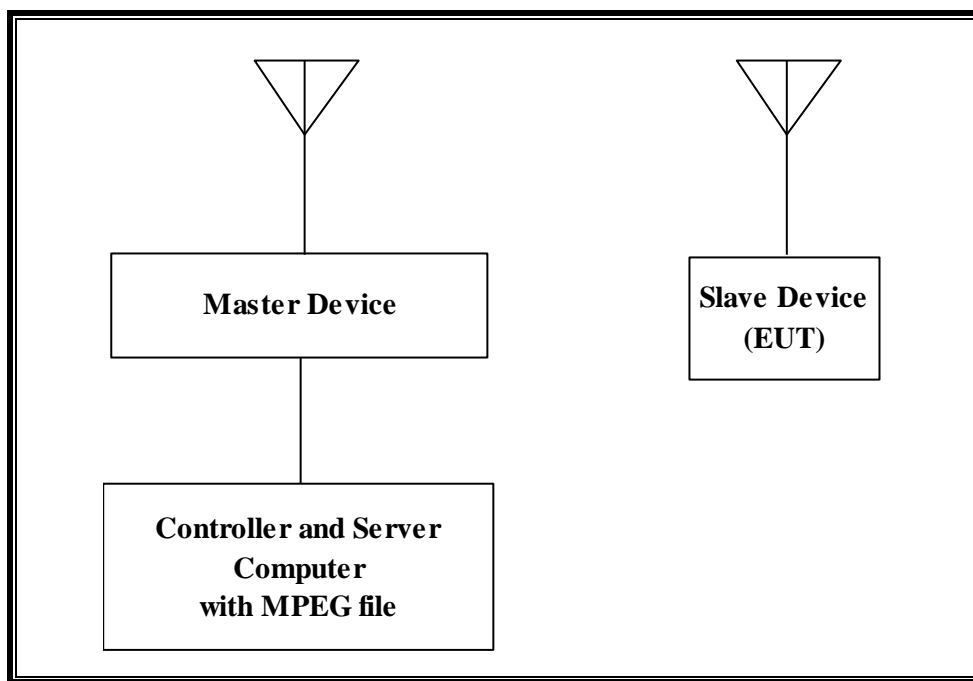 Master Device
Slave Device
(EUT)
Controller and Server
Computer
with MPEG file